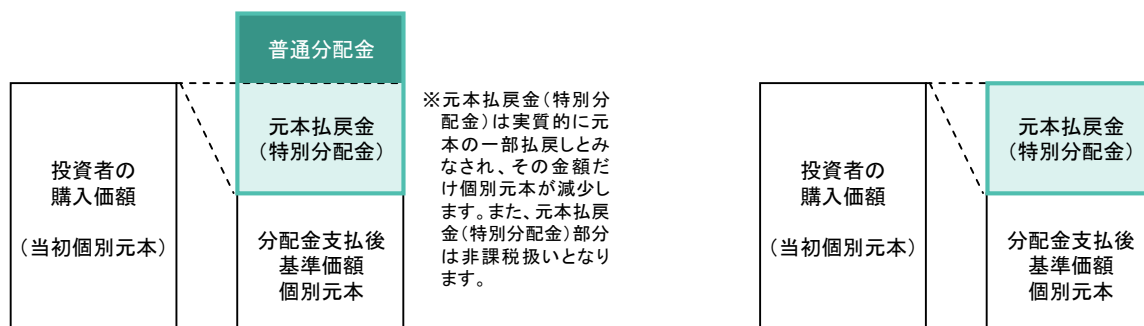 普通分配金
元本払戻金
（特別分配金）
投資者の
購入価額
（当初個別元本）
分配金支払後
基準価額
個別元本
※元本払戻金（特別分
配金）は実質的に元
本の一部払戻しとみ
なされ、その金額だ
け個別元本が減少し
ます。また、元本払戻
金（特別分配金）部分
は非課税扱いとなり
ます。
投資者の
購入価額
（当初個別元本）
元本払戻金
（特別分配金）
分配金支払後
基準価額
個別元本